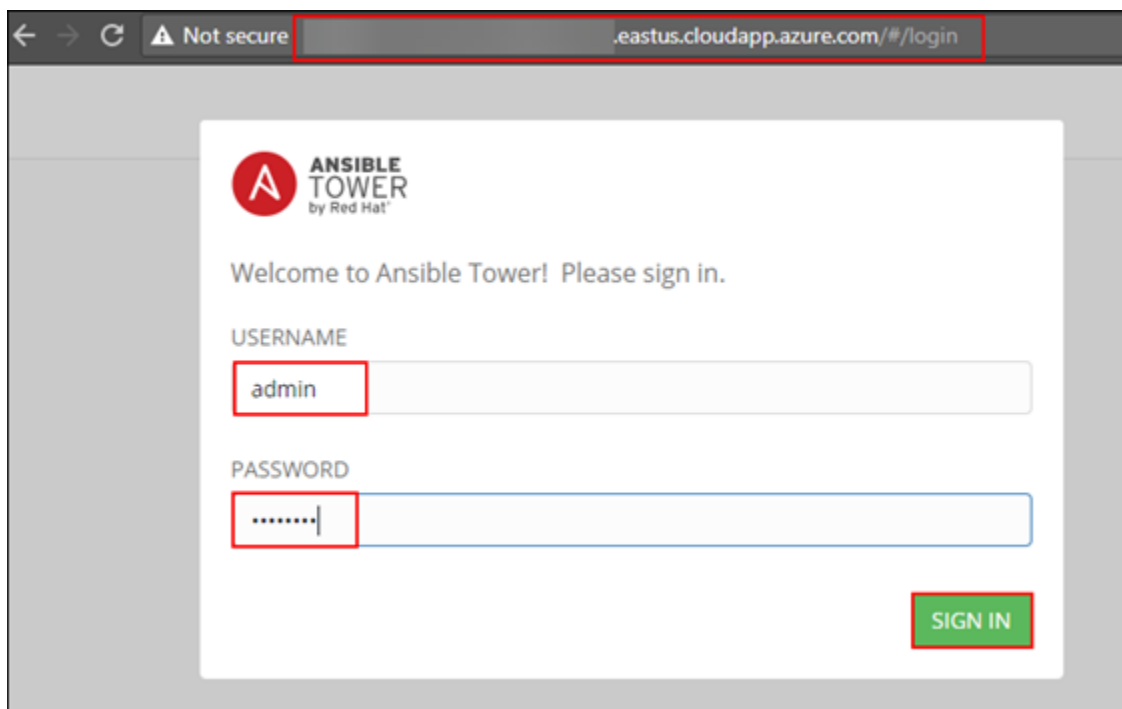 Not secure .eastus.cloudapp.azure.com/#/login
ANSIBLE
TOWER
by Red Hat®
Welcome to Ansible Tower! Please sign in.
USERNAME
admin
PASSWORD
••••••••
SIGN IN